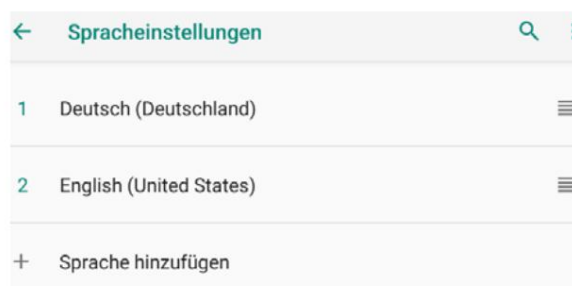 Spracheinstellungen
1 Deutsch (Deutschland)
2 English (United States)
+ Sprache hinzufügen